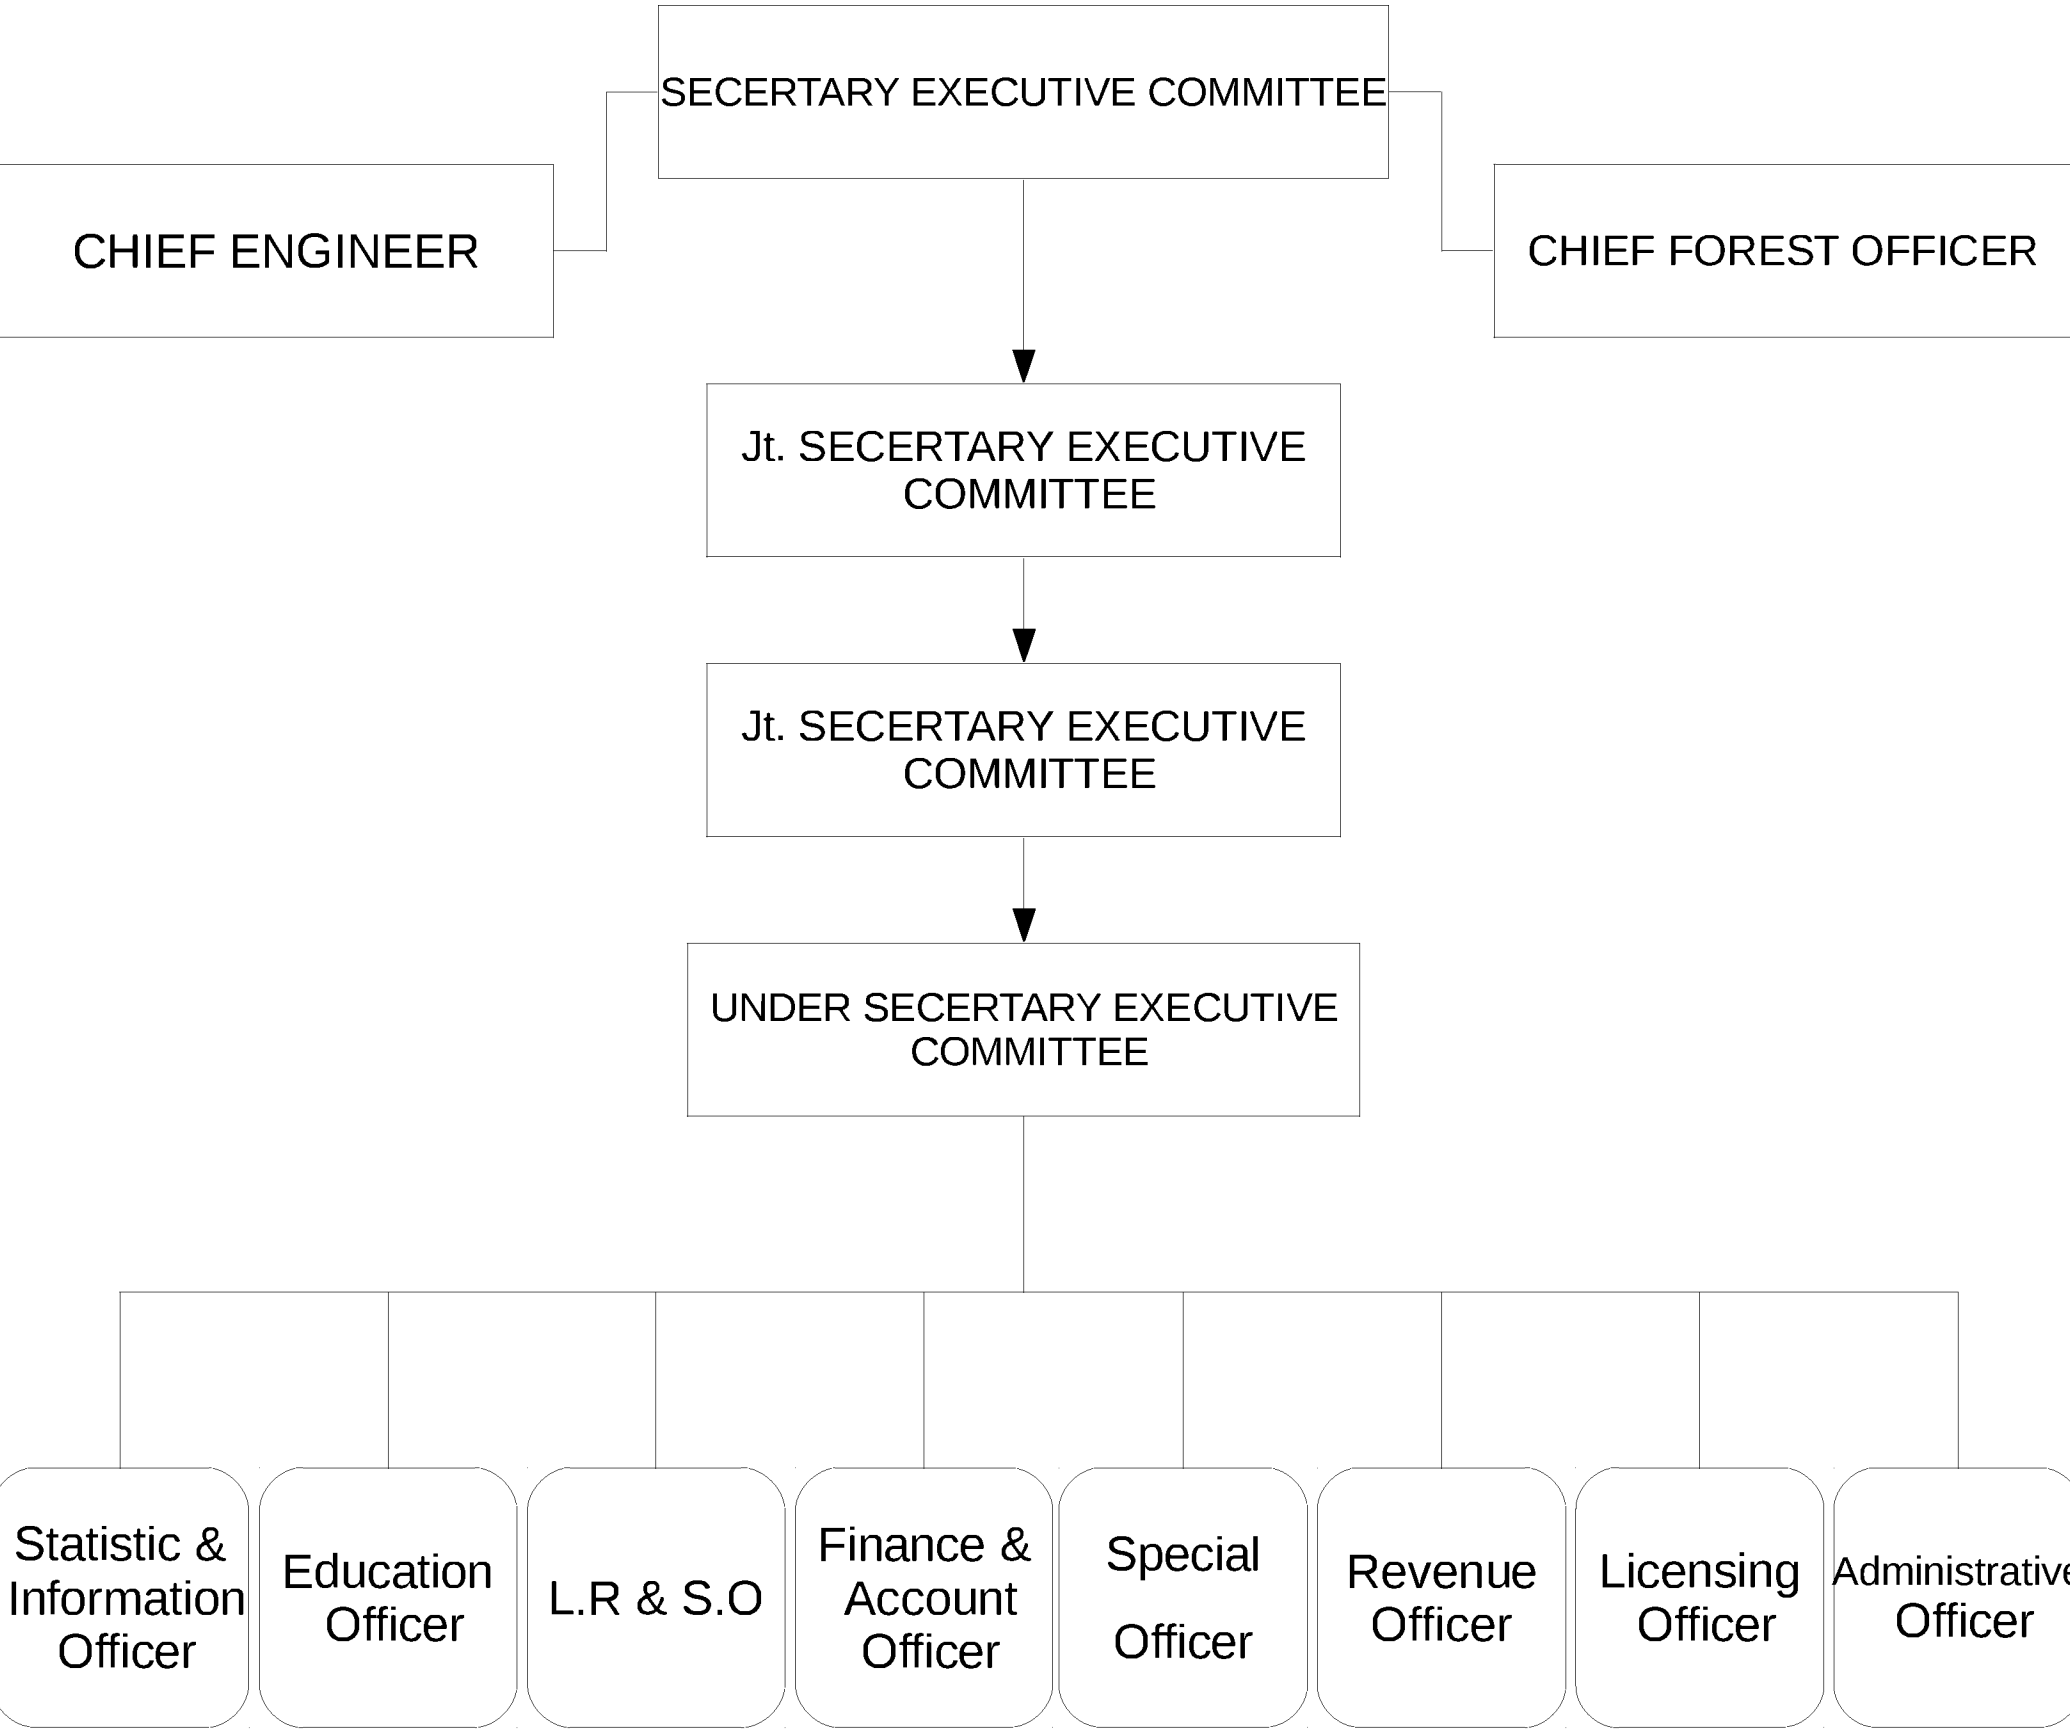 SECERTARY EXECUTIVE COMMITTEE
CHIEF ENGINEER
CHIEF FOREST OFFICER
Jt. SECERTARY EXECUTIVE
COMMITTEE
Jt. SECERTARY EXECUTIVE
COMMITTEE
UNDER SECERTARY EXECUTIVE
COMMITTEE
Statistic &
Information
Officer
Education
Officer
L.R & S.O
Finance &
Account
Officer
Special
Officer
Revenue
Officer
Licensing
Officer
Administrative
Officer